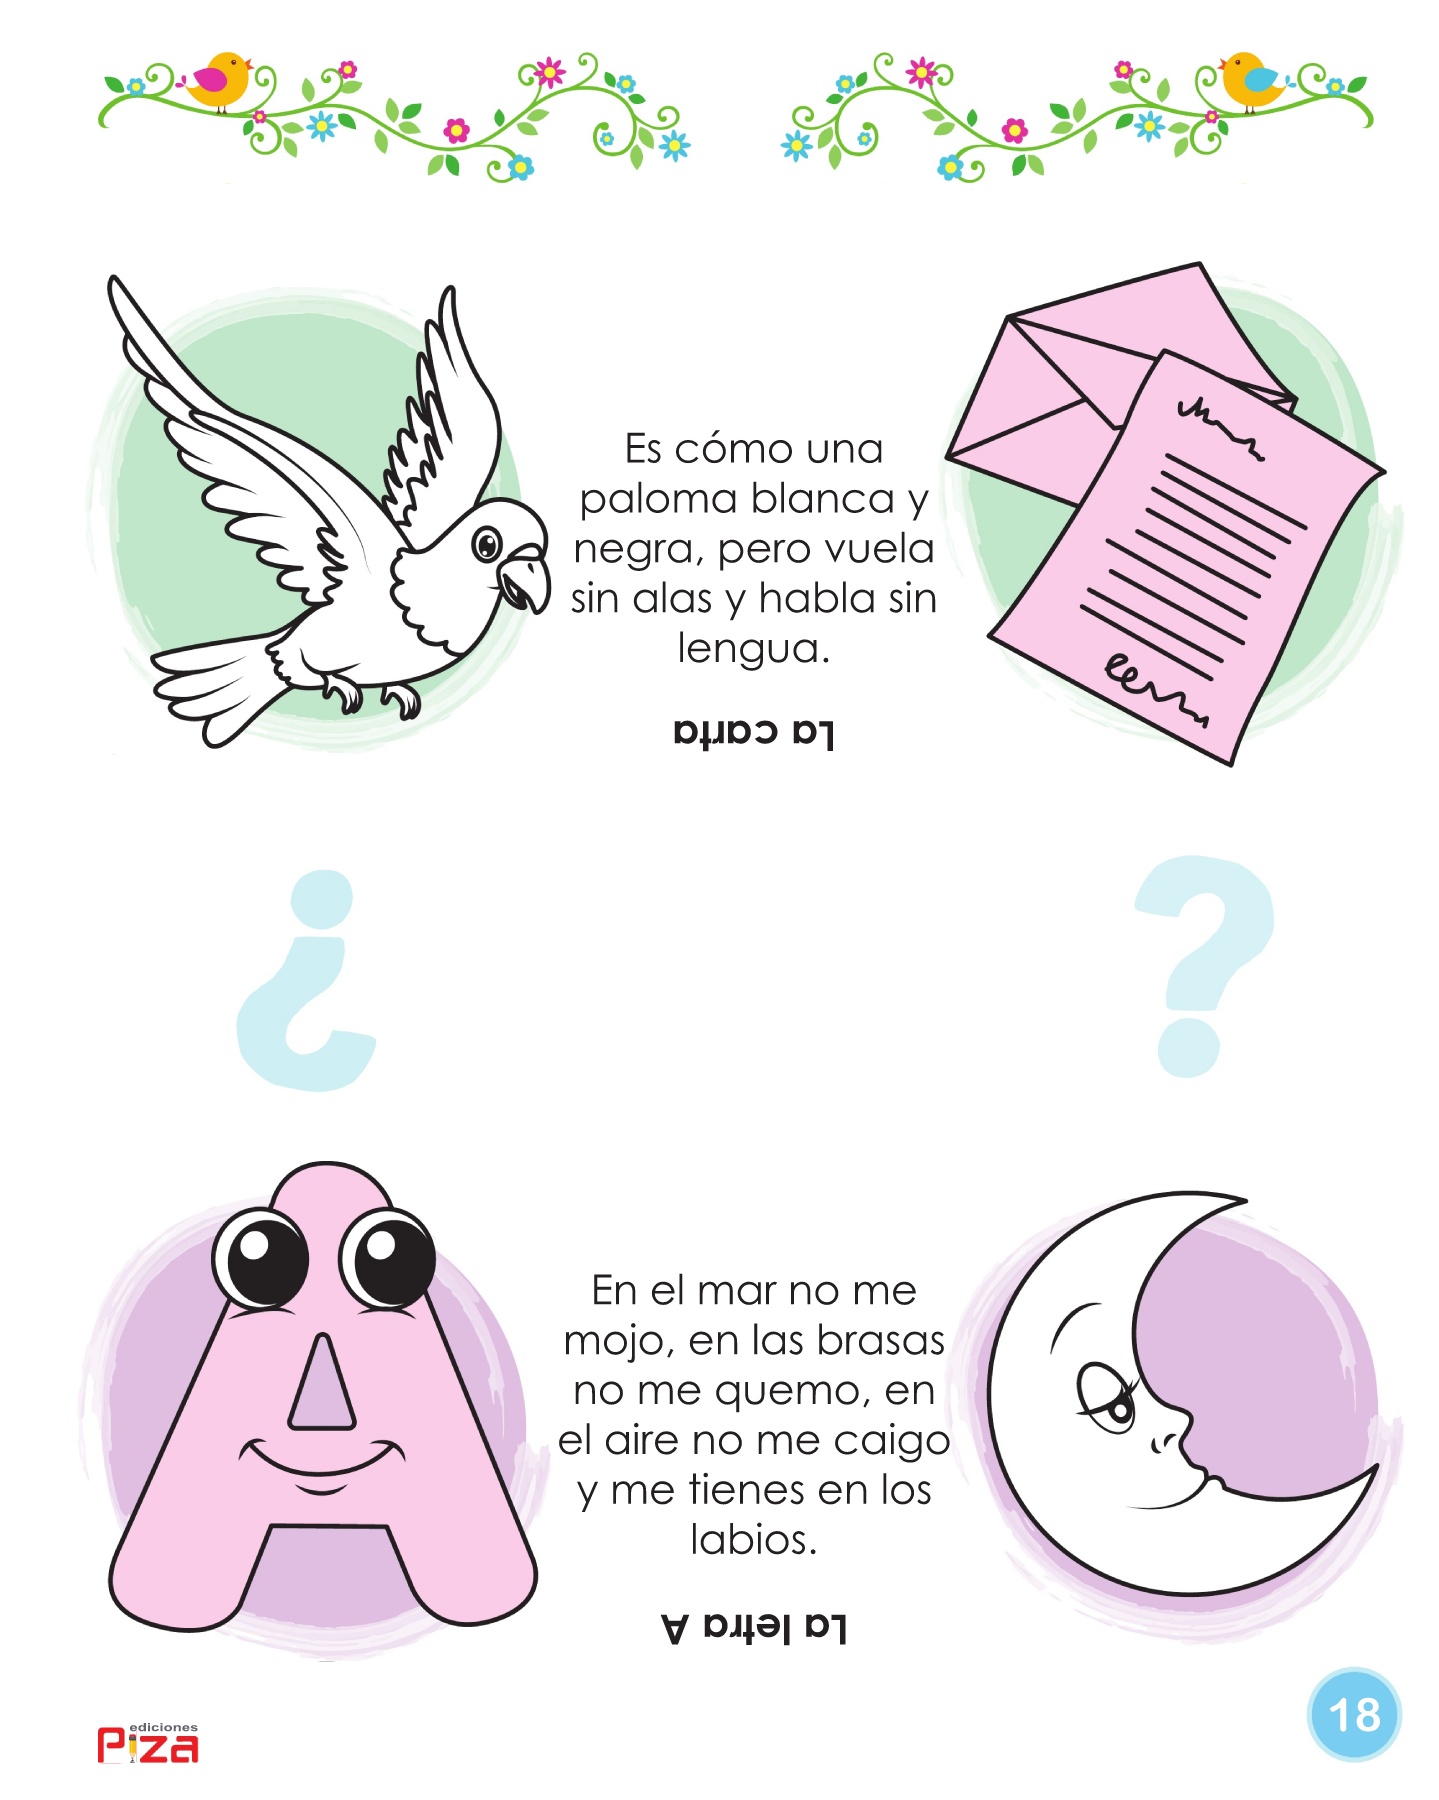 Es cómo una
paloma blanca y
negra, pero vuela
sin alas y habla sin
lengua.
La carta
¿
?
En el mar no me
mojo, en las brasas
no me quemo, en
el aire no me caigo
y me tienes en los
labios.
La letra A
ediciones
Piza
18